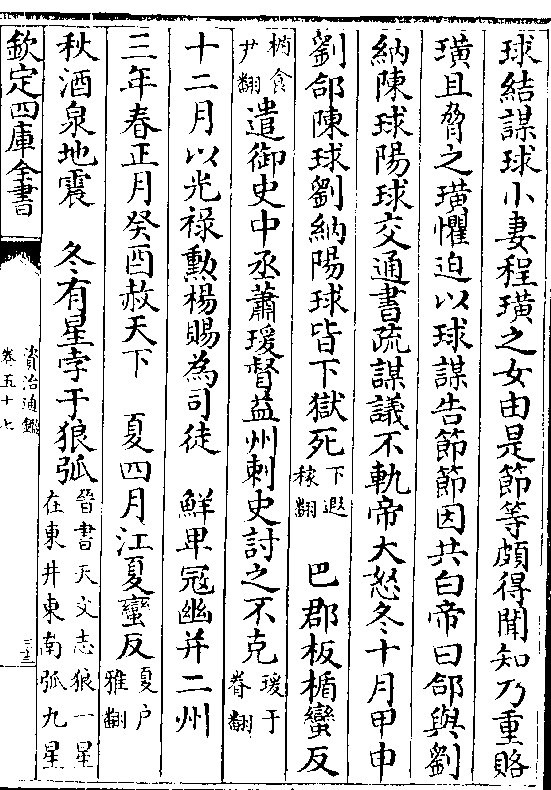 球結謀球小妻程璜之女由是節等頗得聞知乃重賂
璜且脅之璜懼迫以球謀告節節因共白帝曰郃與劉
納陳球陽球交通書疏謀議不軌帝大怒冬十月甲申
劉郃陳球劉納陽球皆下獄死下遐稼翻 巴郡板楯蠻反
楯食尹翻遣御史中丞蕭瑗督益州刺史討之不克瑗于眷翻
十二月以光祿勲楊賜為司徒 鮮卑冦幽并二州
三年春正月癸酉赦天下 夏四月江夏蠻反夏户雅翻
秋酒泉地震 冬有星孛于狼弧晉書天文志狼一星在東井東南弧九星
欽定四庫全書
資治通鑑
卷五十七
三十三